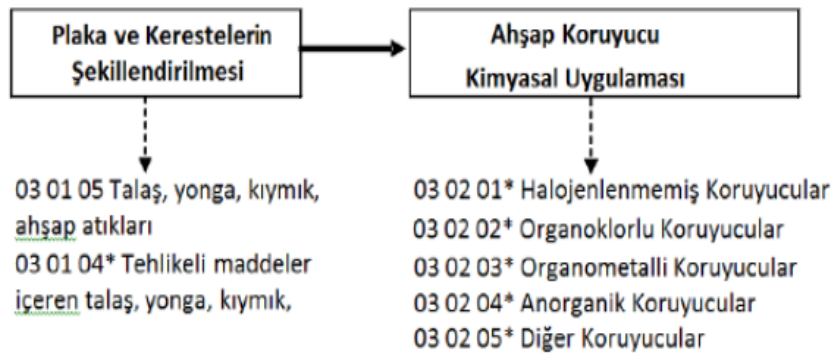 Plaka ve Kerestelerin
Şekillendirilmesi
Ahşap Koruyucu
Kimyasal Uygulaması
03 01 05 Talaş, yonga, kıymık,
ahşap atıkları
03 01 04* Tehlikeli maddeler
içeren talaş, yonga, kıymık,
03 02 01* Halojenlenmemiş Koruyucular
03 02 02* Organoklorlu Koruyucular
03 02 03* Organometalli Koruyucular
03 02 04* Anorganik Koruyucular
03 02 05* Diğer Koruyucular